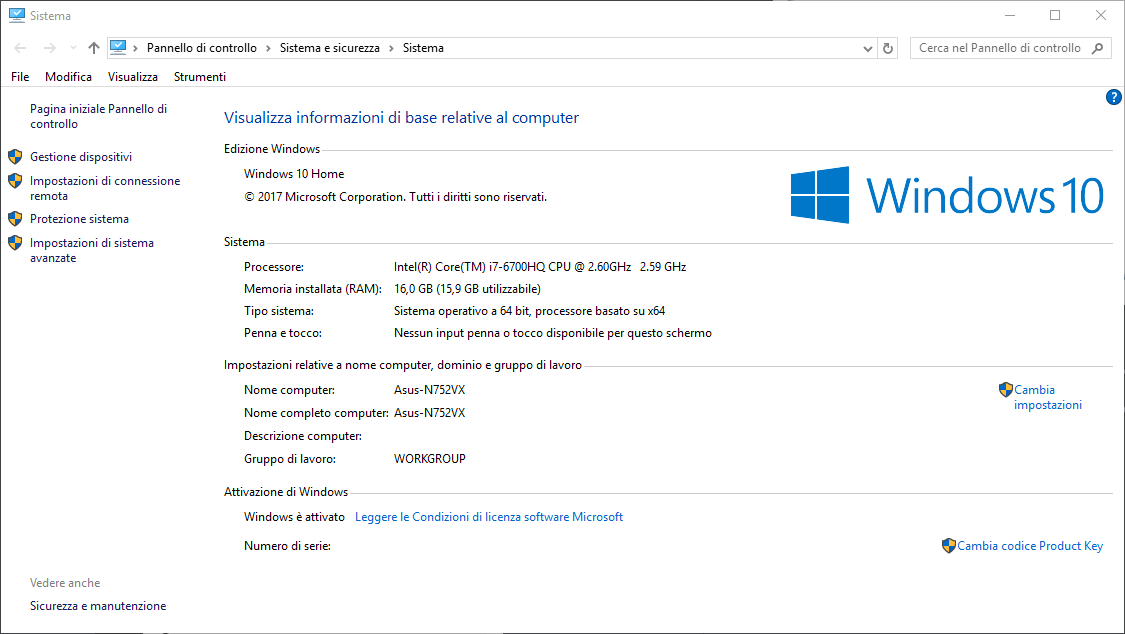 Sistema
Pannello di controllo › Sistema e sicurezza › Sistema
Cerca nel Pannello di controllo
File Modifica Visualizza Strumenti
Pagina iniziale Pannello di
controllo
Gestione dispositivi
Impostazioni di connessione
remota
Protezione sistema
Impostazioni di sistema
avanzate
?
Visualizza informazioni di base relative al computer
Edizione Windows
Windows 10 Home
© 2017 Microsoft Corporation. Tutti i diritti sono riservati.
Windows 10
Sistema
Processore: Intel(R) Core(TM) i7-6700HQ CPU @ 2.60GHz 2.59 GHz
Memoria installata (RAM): 16,0 GB (15,9 GB utilizzabile)
Tipo sistema: Sistema operativo a 64 bit, processore basato su x64
Penna e tocco: Nessun input penna o tocco disponibile per questo schermo
Impostazioni relative a nome computer, dominio e gruppo di lavoro
Nome computer: Asus-N752VX
Cambia
impostazioni
Nome completo computer: Asus-N752VX
Descrizione computer:
Gruppo di lavoro: WORKGROUP
Attivazione di Windows
Windows è attivato Leggere le Condizioni di licenza software Microsoft
Numero di serie:
Cambia codice Product Key
Vedere anche
Sicurezza e manutenzione